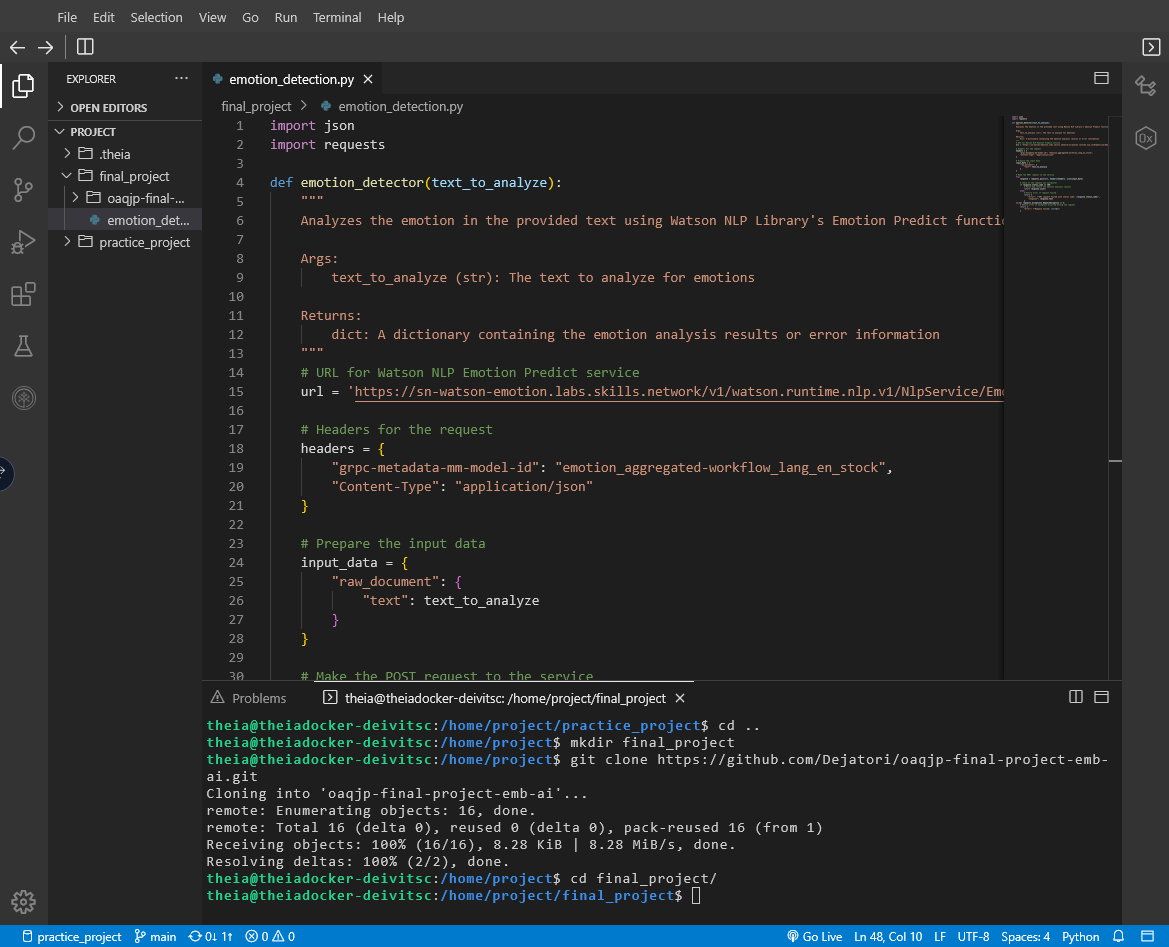 File Edit Selection View Go Run Terminal Help
EXPLORER ...
OPEN EDITORS
PROJECT
.theia
final_project
oaqjp-final-...
emotion_det...
practice_project
emotion_detection.py
final_project > emotion_detection.py
1 import json
2 import requests
3
4 def emotion_detector(text_to_analyze):
5 """
6 Analyzes the emotion in the provided text using Watson NLP Library's Emotion Predict functi
7
8 Args:
9 text_to_analyze (str): The text to analyze for emotions
10
11 Returns:
12 dict: A dictionary containing the emotion analysis results or error information
13 """
14 # URL for Watson NLP Emotion Predict service
15 url = 'https://sn-watson-emotion.labs.skills.network/v1/watson.runtime.nlp.v1/NlpService/Emo
16
17 # Headers for the request
18 headers = {
19 "grpc-metadata-mm-model-id": "emotion_aggregated-workflow_lang_en_stock",
20 "Content-Type": "application/json"
21 }
22
23 # Prepare the input data
24 input_data = {
25 "raw_document": {
26 "text": text_to_analyze
27 }
28 }
29
30 # Make the POST request to the service
Problems theia@theiadocker-deivitsc: /home/project/final_project
theia@theiadocker-deivitsc:/home/project/practice_project$ cd ..
theia@theiadocker-deivitsc:/home/project$ mkdir final_project
theia@theiadocker-deivitsc:/home/project$ git clone https://github.com/Dejatori/oaqjp-final-project-emb-
ai.git
Cloning into 'oaqjp-final-project-emb-ai'...
remote: Enumerating objects: 16, done.
remote: Total 16 (delta 0), reused 0 (delta 0), pack-reused 16 (from 1)
Receiving objects: 100% (16/16), 8.28 KiB | 8.28 MiB/s, done.
Resolving deltas: 100% (2/2), done.
theia@theiadocker-deivitsc:/home/project$ cd final_project/
theia@theiadocker-deivitsc:/home/project/final_project$
practice_project main 0↓ 1↑ 0 0 Go Live Ln 48, Col 10 LF UTF-8 Spaces: 4 Python